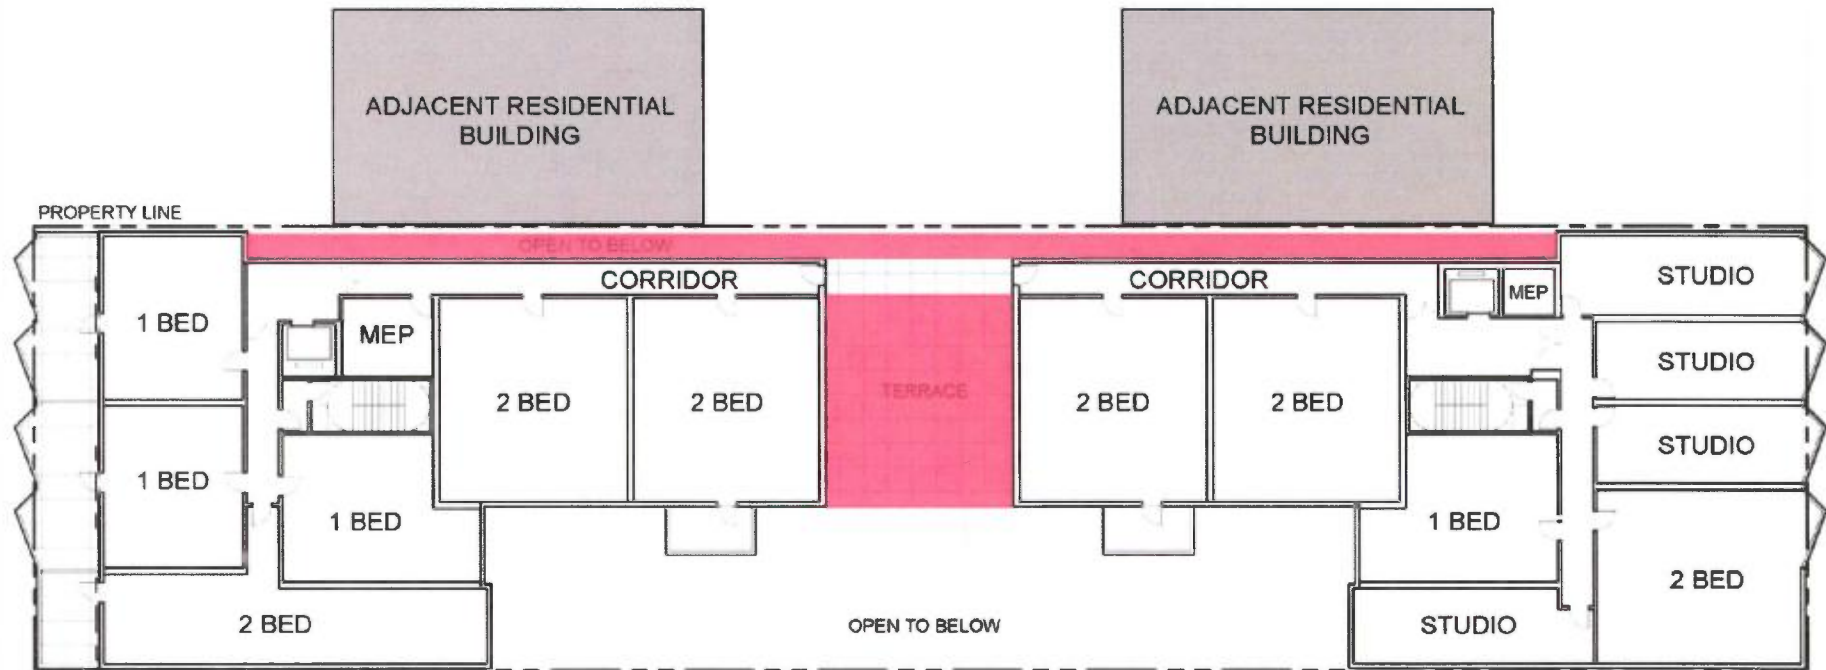 ADJACENT RESIDENTIAL
BUILDING
ADJACENT RESIDENTIAL
BUILDING
PROPERTY LINE
OPEN TO BELOW
CORRIDOR
CORRIDOR
STUDIO
MEP
1 BED
MEP
STUDIO
TERRACE
2 BED
2 BED
2 BED
2 BED
STUDIO
1 BED
1 BED
1 BED
2 BED
2 BED
OPEN TO BELOW
STUDIO